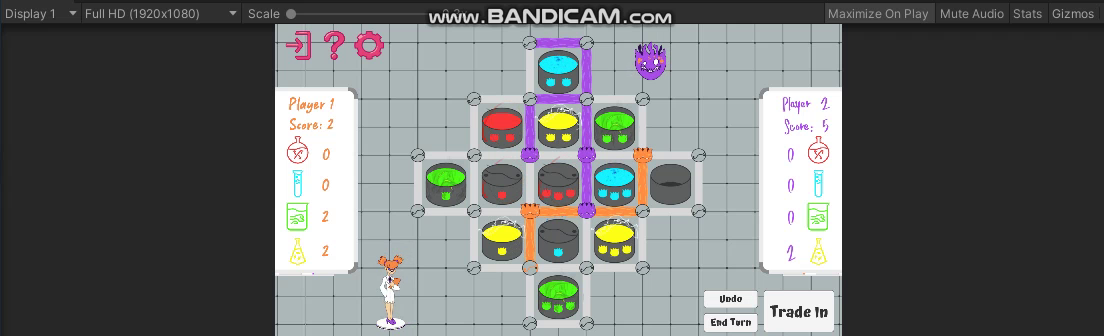 Display 1
Full HD (1920x1080)
Scale
www.BANDICAM.com
Maximize On Play
Mute Audio
Stats
Gizmos
Player 1
Score: 2
0
0
2
2
Player 2
Score: 5
0
0
0
2
Undo
End Turn
Trade In